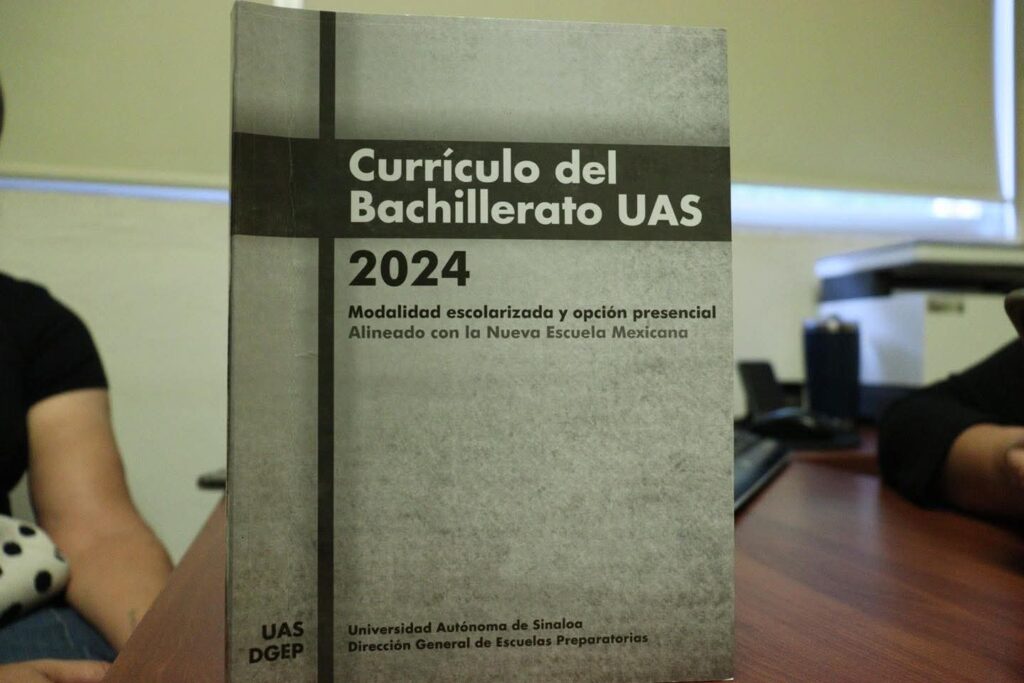 Currículo del
Bachillerato UAS
2024
Modalidad escolarizada y opción presencial
Alineado con la Nueva Escuela Mexicana
UAS
DGEP
Universidad Autónoma de Sinaloa
Dirección General de Escuelas Preparatorias